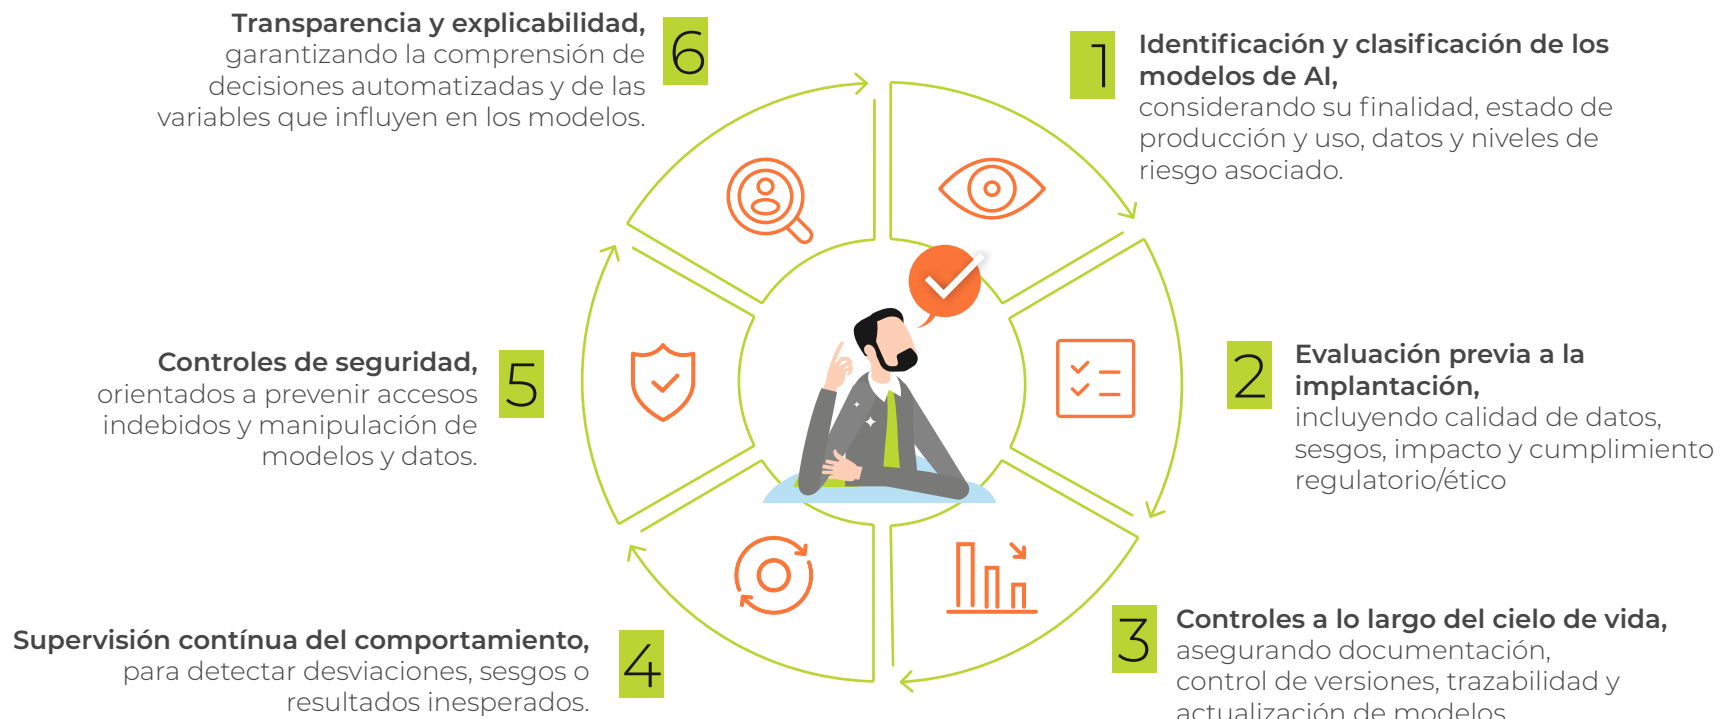 1
Identificación y clasificación de los
modelos de AI,
considerando su finalidad, estado de
producción y uso, datos y niveles de
riesgo asociado.
2
Evaluación previa a la
implantación,
incluyendo calidad de datos,
sesgos, impacto y cumplimiento
regulatorio/ético
3
Controles a lo largo del cielo de vida,
asegurando documentación,
control de versiones, trazabilidad y
actualización de modelos
4
Supervisión contínua del comportamiento,
para detectar desviaciones, sesgos o
resultados inesperados.
5
Controles de seguridad,
orientados a prevenir accesos
indebidos y manipulación de
modelos y datos.
6
Transparencia y explicabilidad,
garantizando la comprensión de
decisiones automatizadas y de las
variables que influyen en los modelos.